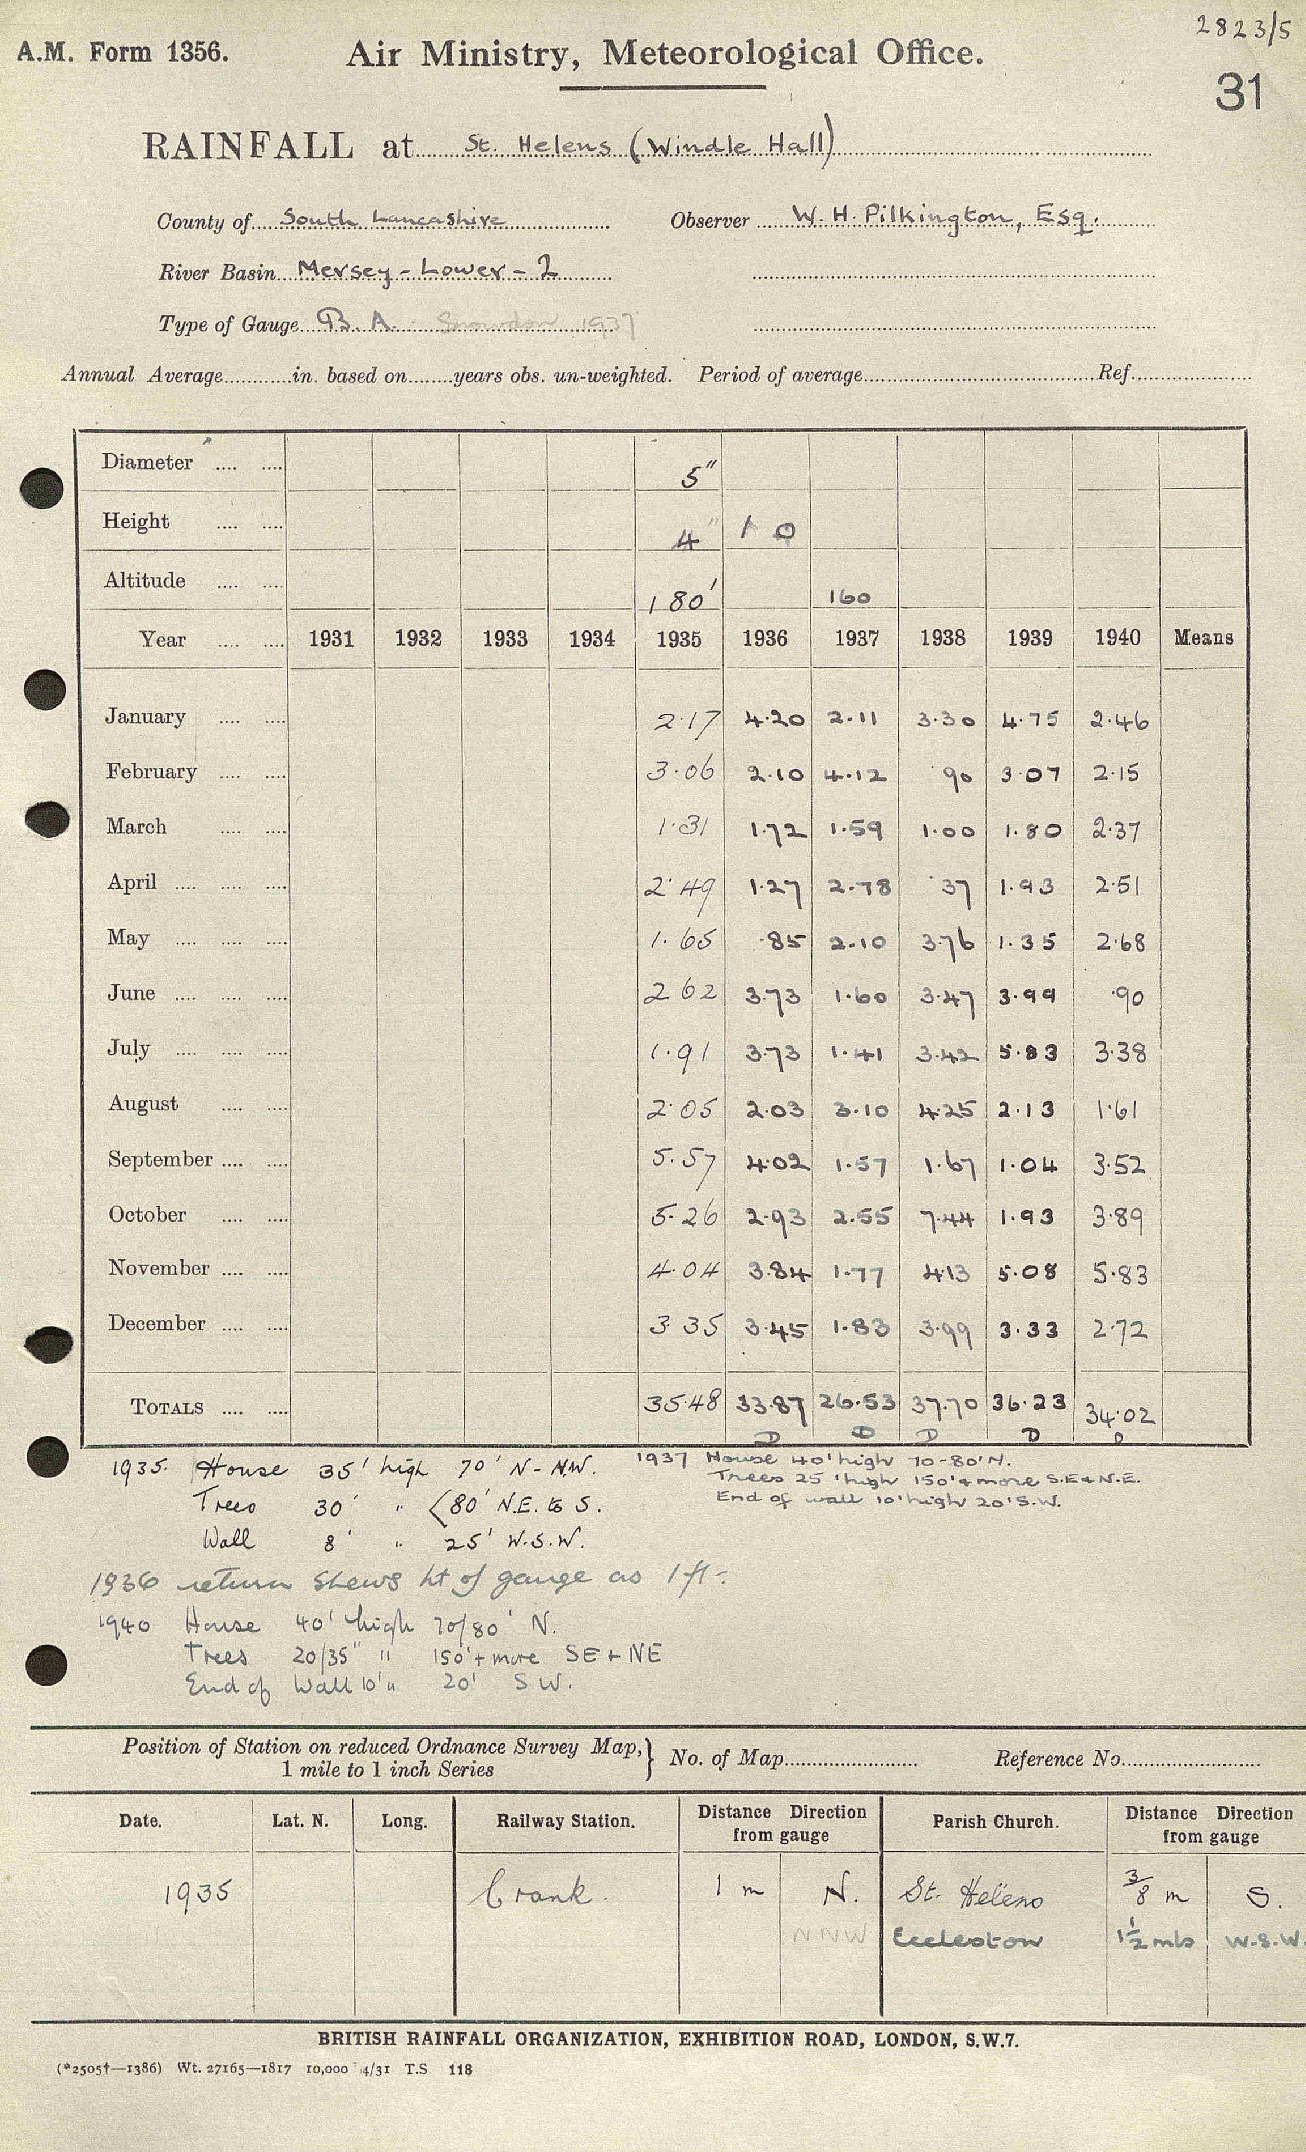 2823/5
A.M. Form 1356. Air Ministry, Meteorological Office.
31
RAINFALL at St. Helens (Windle Hall)
County of South Lancashire Observer W. H. Pilkington, Esq.
River Basin Mersey - Lower - 2
Type of Gauge B. A. Snowdon 1937
Annual Average in. based on years obs. un-weighted. Period of average Ref.
Diameter 5"
Height 4" 1 0
Altitude 180' 160
Year 1931 1932 1933 1934 1935 1936 1937 1938 1939 1940 Means
January 2·17 4·20 2·11 3·30 4·75 2·46
February 3·06 2·10 4·12 ·90 3·07 2·15
March 1·31 1·72 1·59 1·00 1·80 2·37
April 2·49 1·27 2·78 ·37 1·93 2·51
May 1·65 ·85 2·10 3·76 1·35 2·68
June 2 62 3·73 1·60 3·47 3·99 ·90
July 1·91 3·73 1·41 3·42 5·83 3·38
August 2·05 2·03 3·10 4·25 2·13 1·61
September 5·57 4·02 1·57 1·67 1·04 3·52
October 5·26 2·93 2·55 7·44 1·93 3·89
November 4·04 3·84 1·77 4·13 5·08 5·83
December 3 35 3·45 1·83 3·99 3·33 2·72
TOTALS 35·48 33·87 26·53 37·70 36·23 34·02
D D D D D
1935. House 35' high 70' N - N.W. 1937 House 40' high 70-80' N.
Trees 25' high 150' + more S.E + N.E.
Trees 30' " (80' N.E. to S. End of wall 10' high 20' S.W.
Wall 8' " 25' W.S.W.
1936 return shews ht of gauge as 1 ft.
1940 House 40' high 70/80' N.
Trees 20/35" " 150' + more SE + NE
End of Wall 10' " 20' S W.
Position of Station on reduced Ordnance Survey Map, 1 mile to 1 inch Series } No. of Map Reference No.
Date. Lat. N. Long. Railway Station. Distance Direction from gauge Parish Church. Distance Direction from gauge
1935 Crank. 1 m N. St. Helens 3/8 m S.
NNW Eccleston 1 1/2 mls W.S.W.
BRITISH RAINFALL ORGANIZATION, EXHIBITION ROAD, LONDON, S.W.7.
(*2505†—1386) Wt. 27165—1817 10,000 4/31 T.S 118